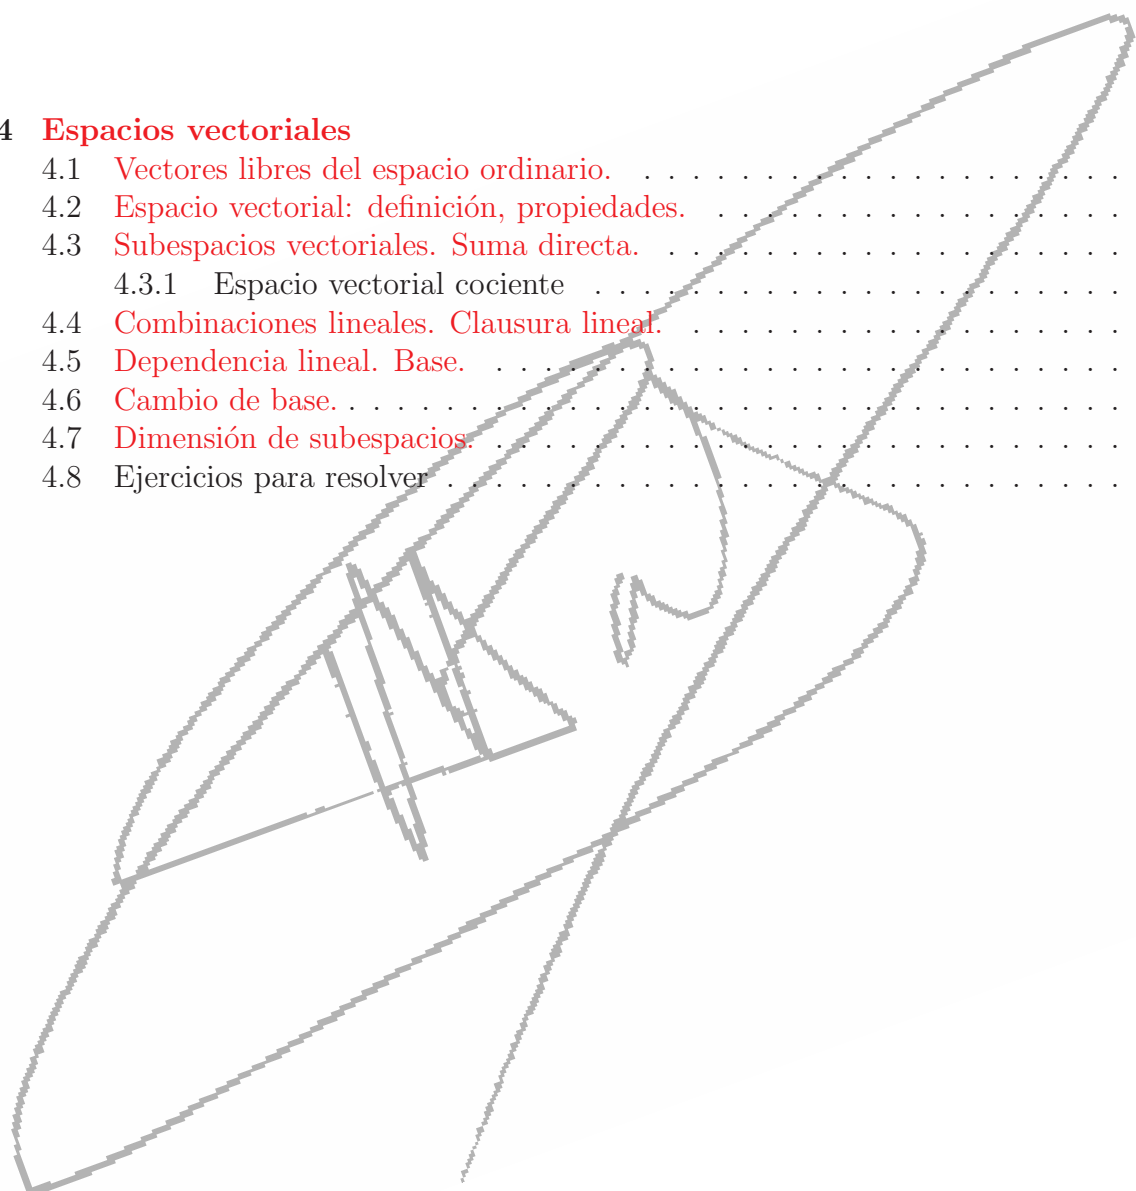 4 Espacios vectoriales
4.1 Vectores libres del espacio ordinario. . . . . . . . . . . . . . . . . . . . .
4.2 Espacio vectorial: definición, propiedades. . . . . . . . . . . . . . . . . .
4.3 Subespacios vectoriales. Suma directa. . . . . . . . . . . . . . . . . . . .
4.3.1 Espacio vectorial cociente . . . . . . . . . . . . . . . . . . . . . .
4.4 Combinaciones lineales. Clausura lineal. . . . . . . . . . . . . . . . . . .
4.5 Dependencia lineal. Base. . . . . . . . . . . . . . . . . . . . . . . . . . .
4.6 Cambio de base. . . . . . . . . . . . . . . . . . . . . . . . . . . . . . . . .
4.7 Dimensión de subespacios. . . . . . . . . . . . . . . . . . . . . . . . . . .
4.8 Ejercicios para resolver . . . . . . . . . . . . . . . . . . . . . . . . . . . .